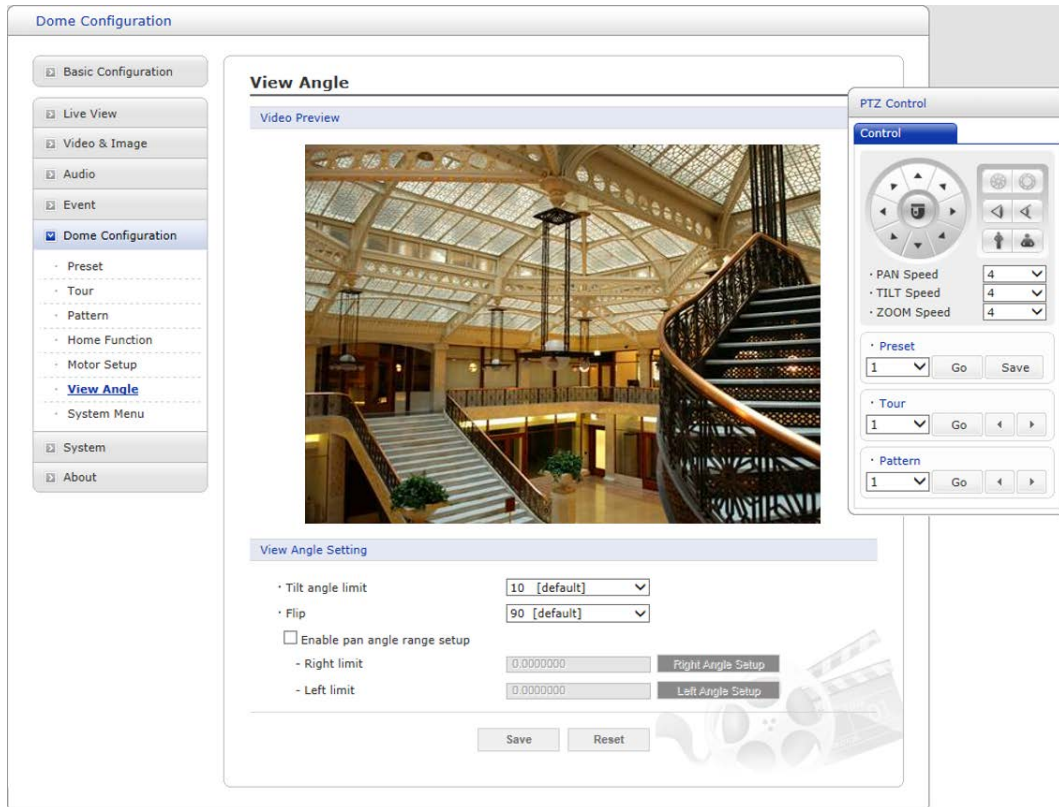 Dome Configuration
Basic Configuration
Live View
Video & Image
Audio
Event
Dome Configuration
Preset
Tour
Pattern
Home Function
Motor Setup
View Angle
System Menu
System
About
View Angle
Video Preview
View Angle Setting
Tilt angle limit 10 [default]
Flip 90 [default]
Enable pan angle range setup
- Right limit 0.0000000 Right Angle Setup
- Left limit 0.0000000 Left Angle Setup
Save Reset
PTZ Control
Control
PAN Speed 4
TILT Speed 4
ZOOM Speed 4
Preset
1 Go Save
Tour
1 Go
Pattern
1 Go